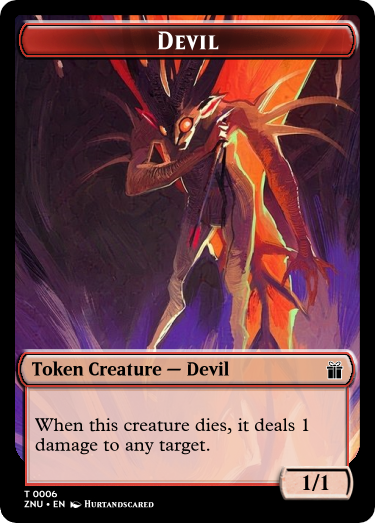 Devil
Token Creature — Devil
When this creature dies, it deals 1
damage to any target.
1/1
T 0006
ZNU • EN Hurtandscared